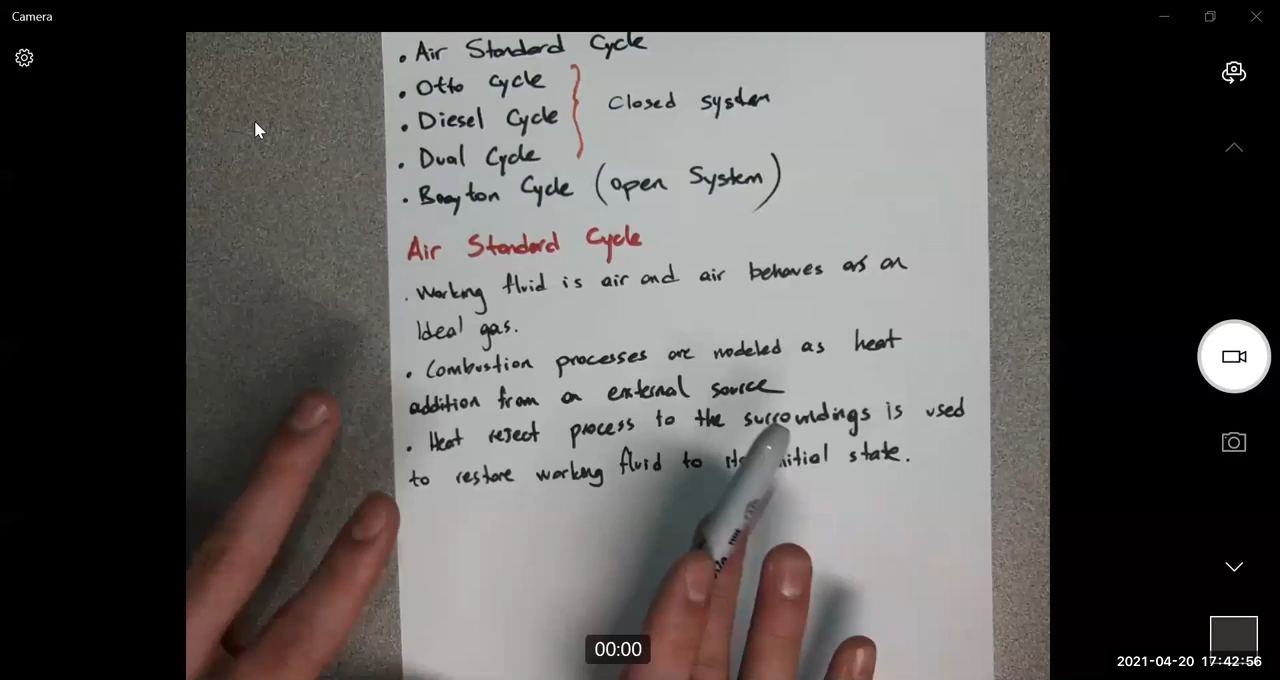 Camera
• Air Standard Cycle
• Otto Cycle
• Diesel Cycle
closed system
• Dual Cycle
• Brayton Cycle (open System)
Air Standard Cycle
. Working fluid is air and air behaves as an
Ideal gas.
• Combustion processes are modeled as heat
addition from an external source
• Heat reject process to the surroundings is used
to restore working fluid to its initial state.
00:00
2021-04-20 17:42:56